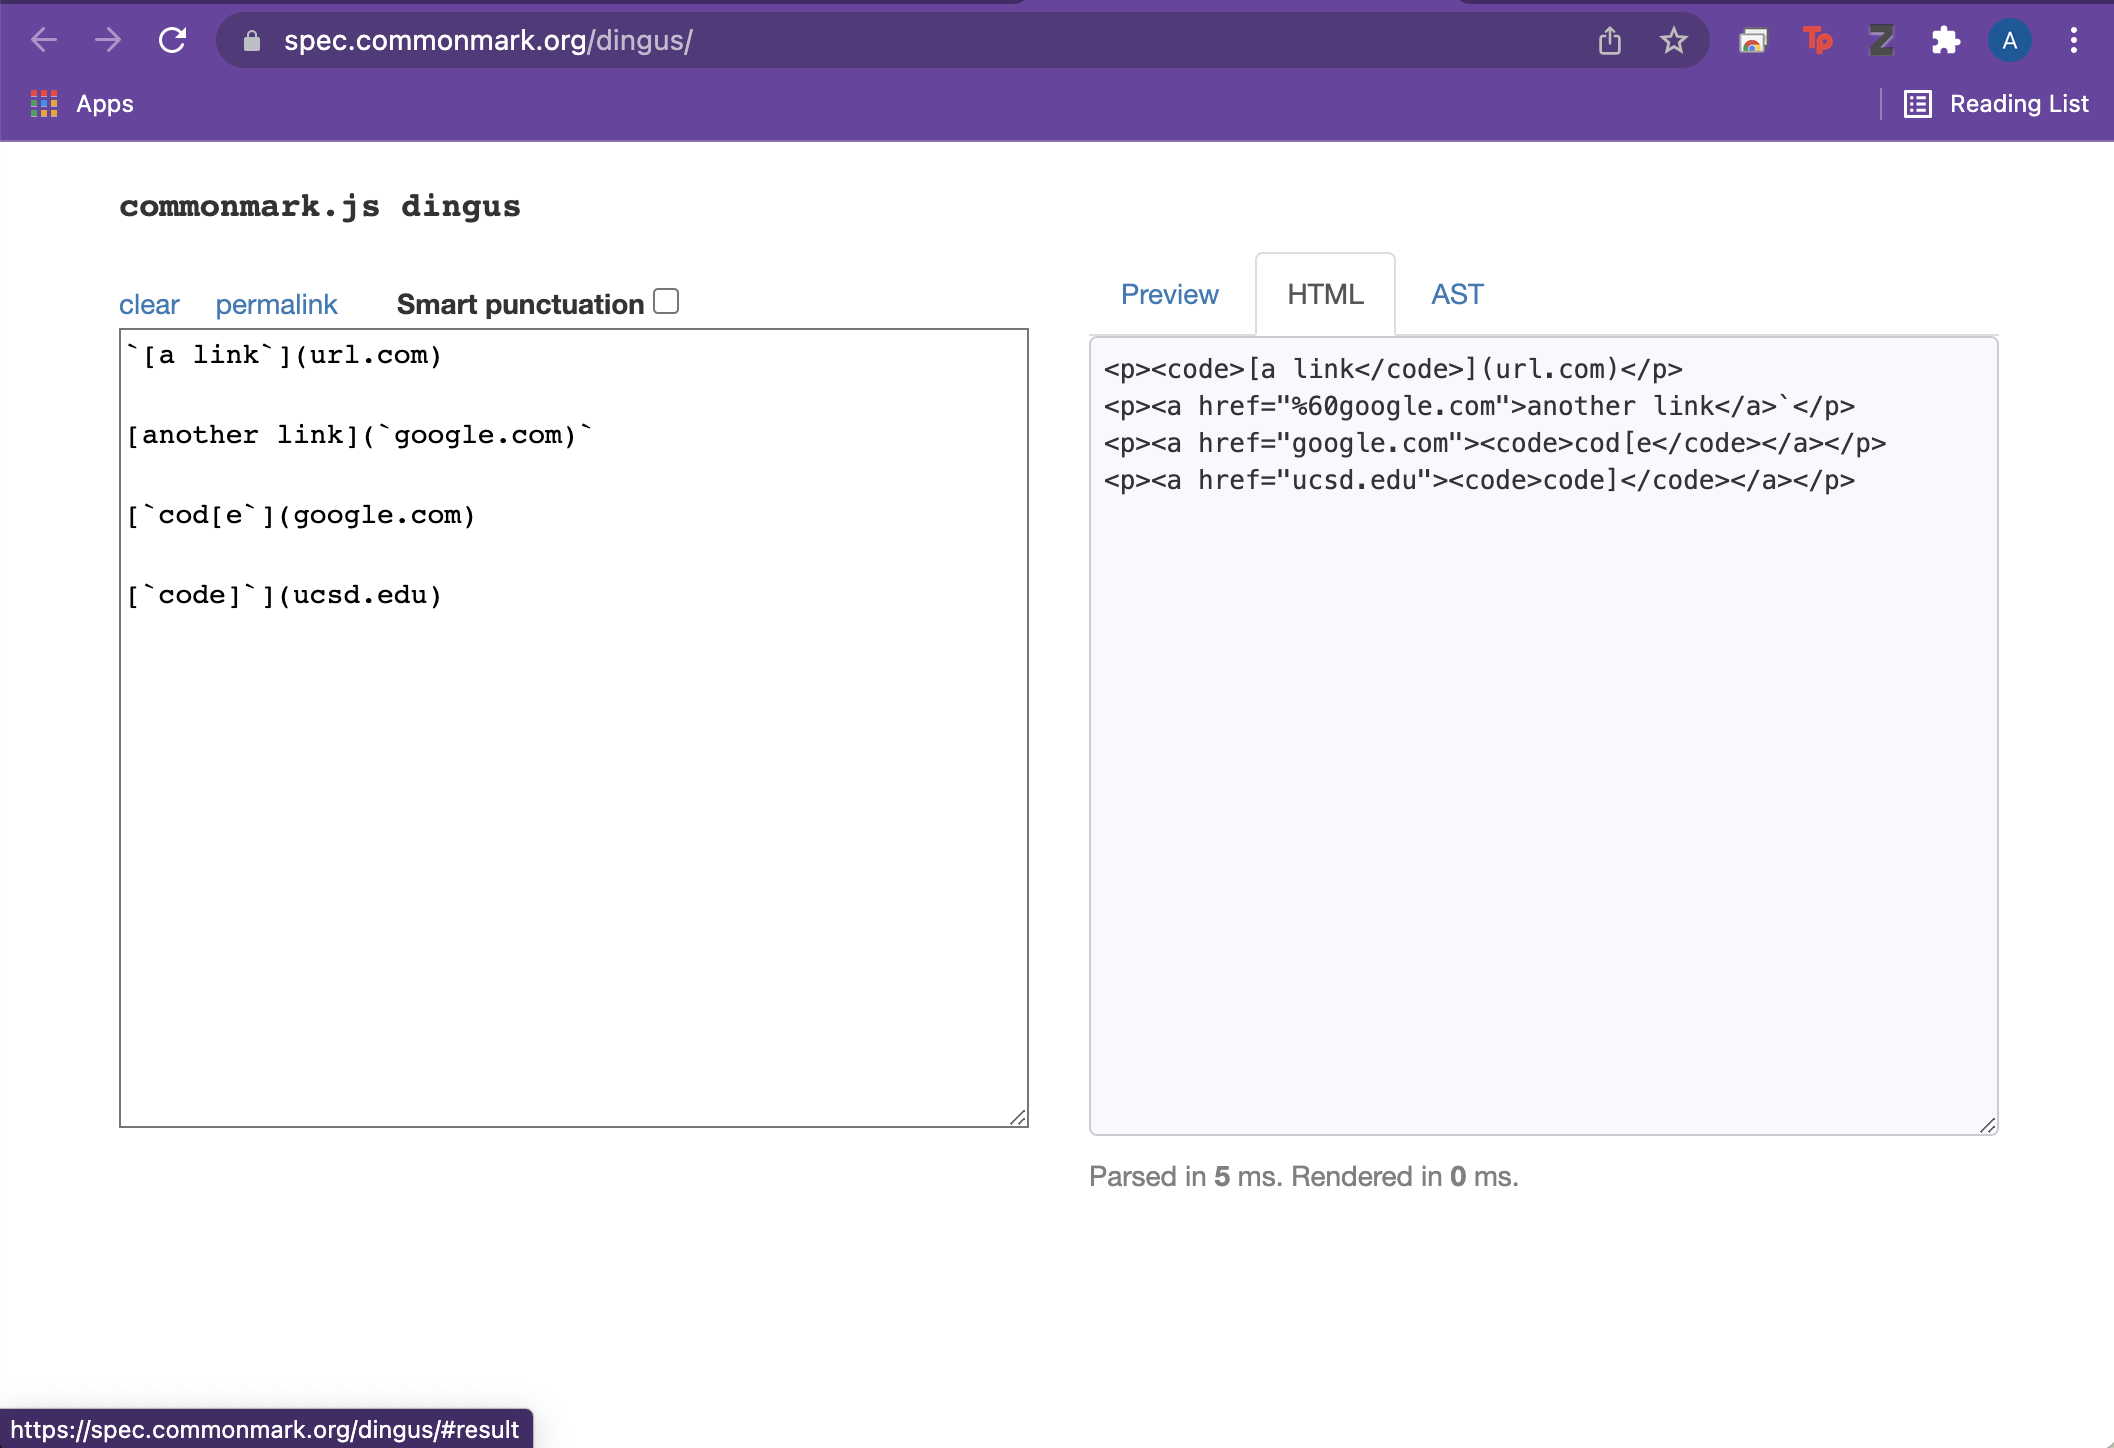 spec.commonmark.org/dingus/
Tp
Z
A
Apps
Reading List
commonmark.js dingus
clear permalink Smart punctuation
Preview HTML AST
`[a link`](url.com)
[another link](`google.com)`
[`cod[e`](google.com)
[`code]`](ucsd.edu)
<p><code>[a link</code>](url.com)</p>
<p><a href="%60google.com">another link</a>`</p>
<p><a href="google.com"><code>cod[e</code></a></p>
<p><a href="ucsd.edu"><code>code]</code></a></p>
Parsed in 5 ms. Rendered in 0 ms.
https://spec.commonmark.org/dingus/#result